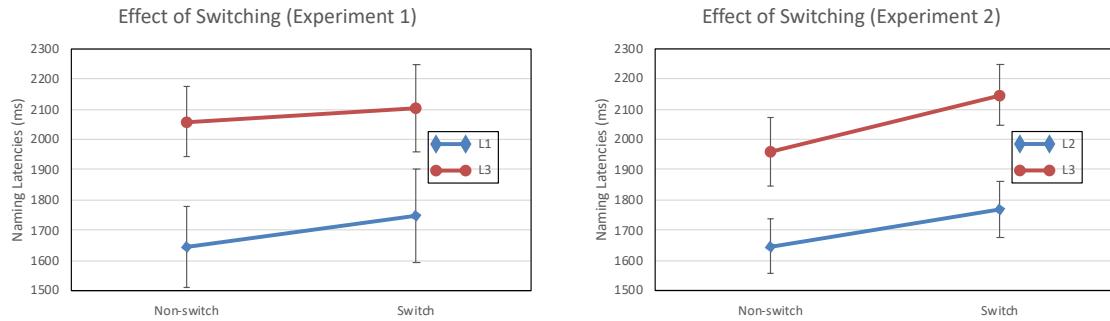 Effect of Switching (Experiment 1)
Naming Latencies (ms)
2300
2200
2100
2000
1900
1800
1700
1600
1500
L1
L3
Non-switch
Switch
Effect of Switching (Experiment 2)
Naming Latencies (ms)
2300
2200
2100
2000
1900
1800
1700
1600
1500
L2
L3
Non-switch
Switch